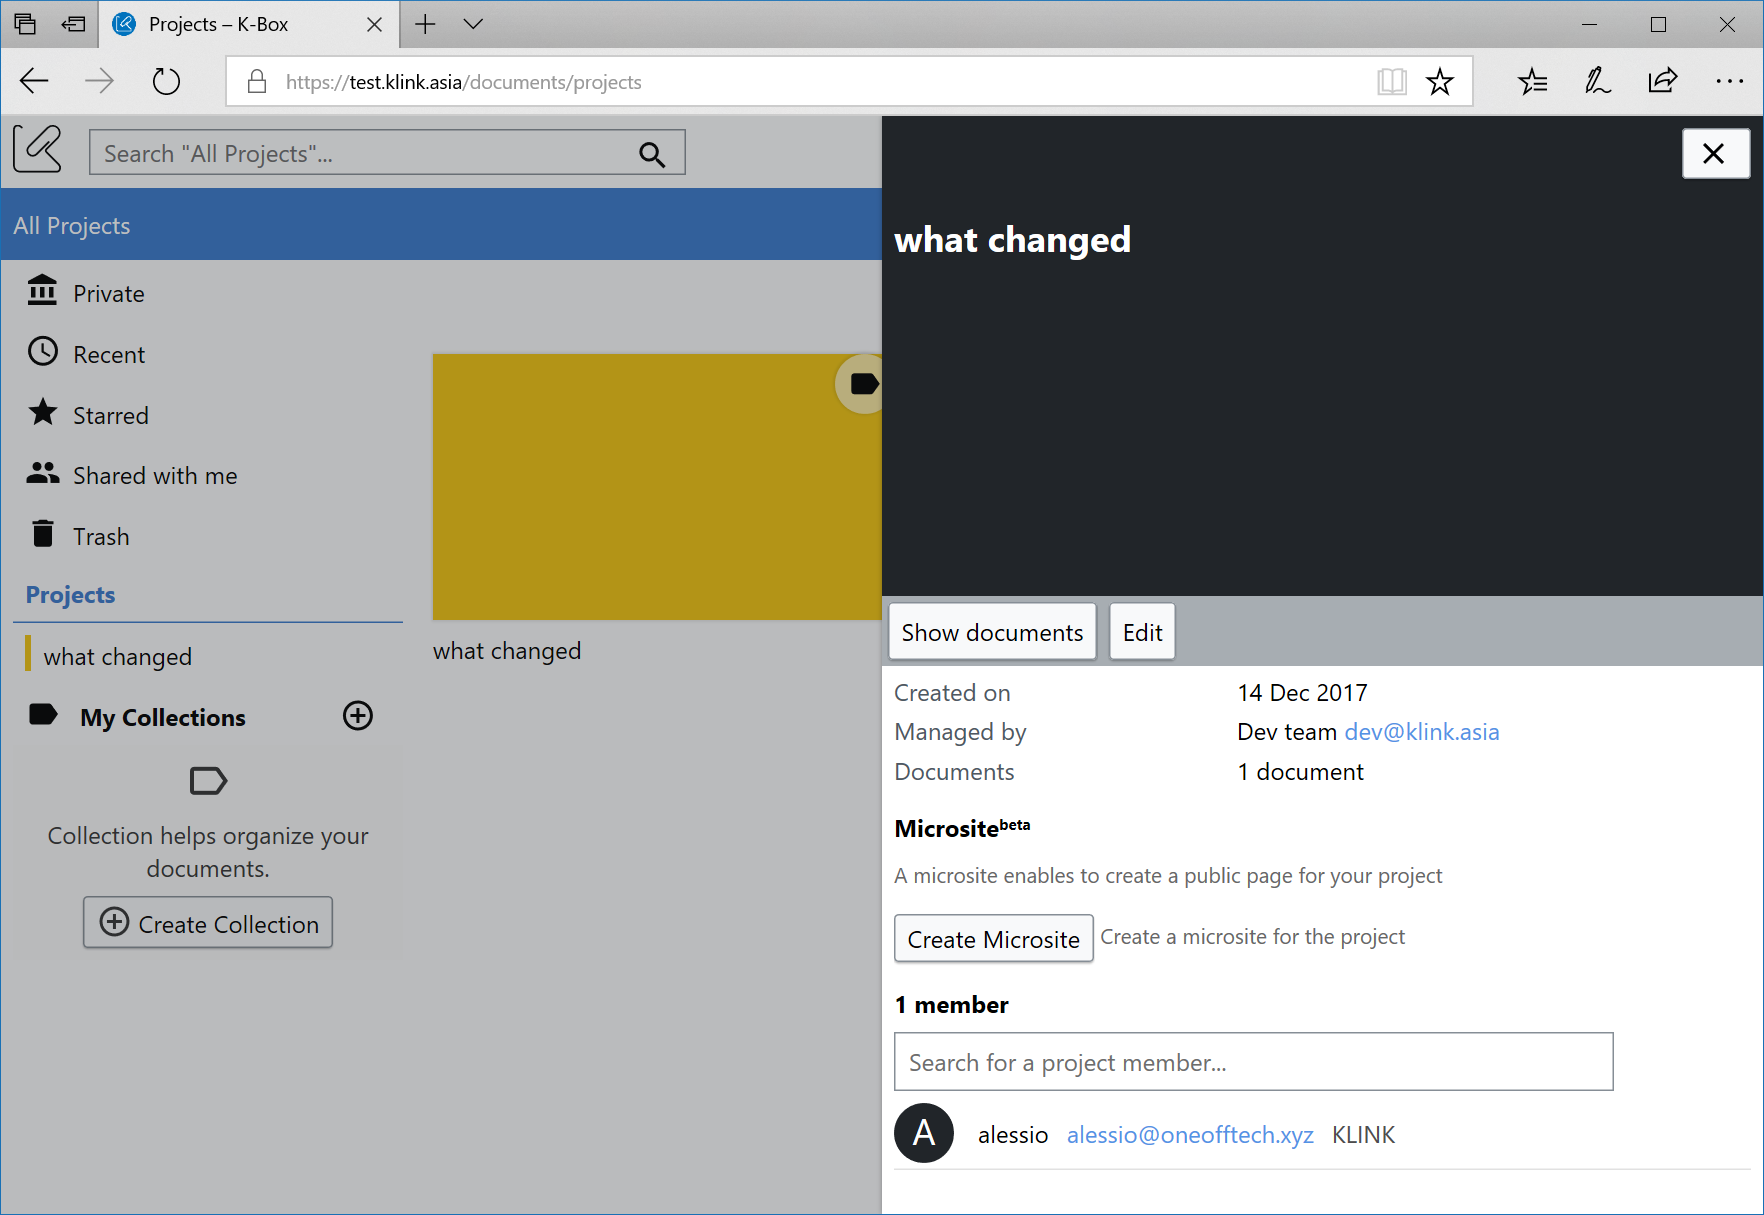 Projects – K-Box
https://test.klink.asia/documents/projects
Search "All Projects"...
All Projects
Private
Recent
Starred
Shared with me
Trash
Projects
what changed
My Collections
Collection helps organize your
documents.
Create Collection
what changed
what changed
Show documents
Edit
Created on 14 Dec 2017
Managed by Dev team dev@klink.asia
Documents 1 document
Microsite beta
A microsite enables to create a public page for your project
Create Microsite Create a microsite for the project
1 member
Search for a project member...
A alessio alessio@oneofftech.xyz KLINK